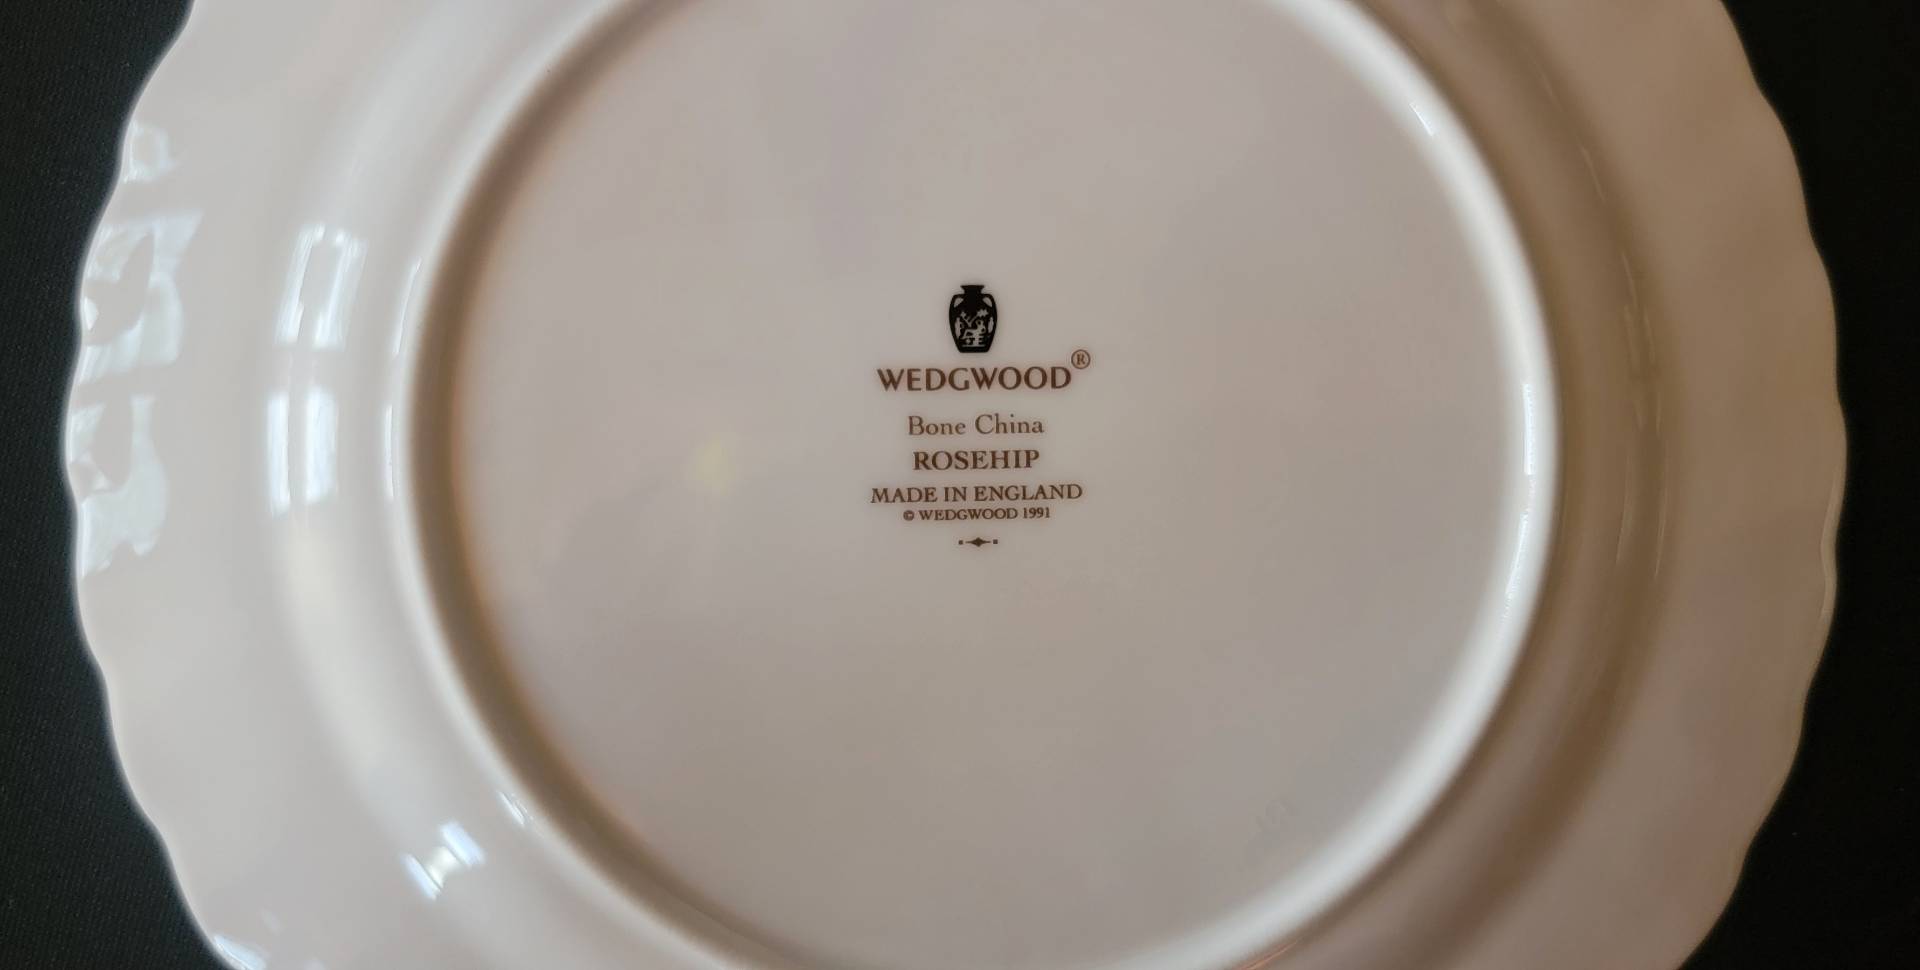 WEDGWOOD®
Bone China
ROSEHIP
MADE IN ENGLAND
© WEDGWOOD 1991